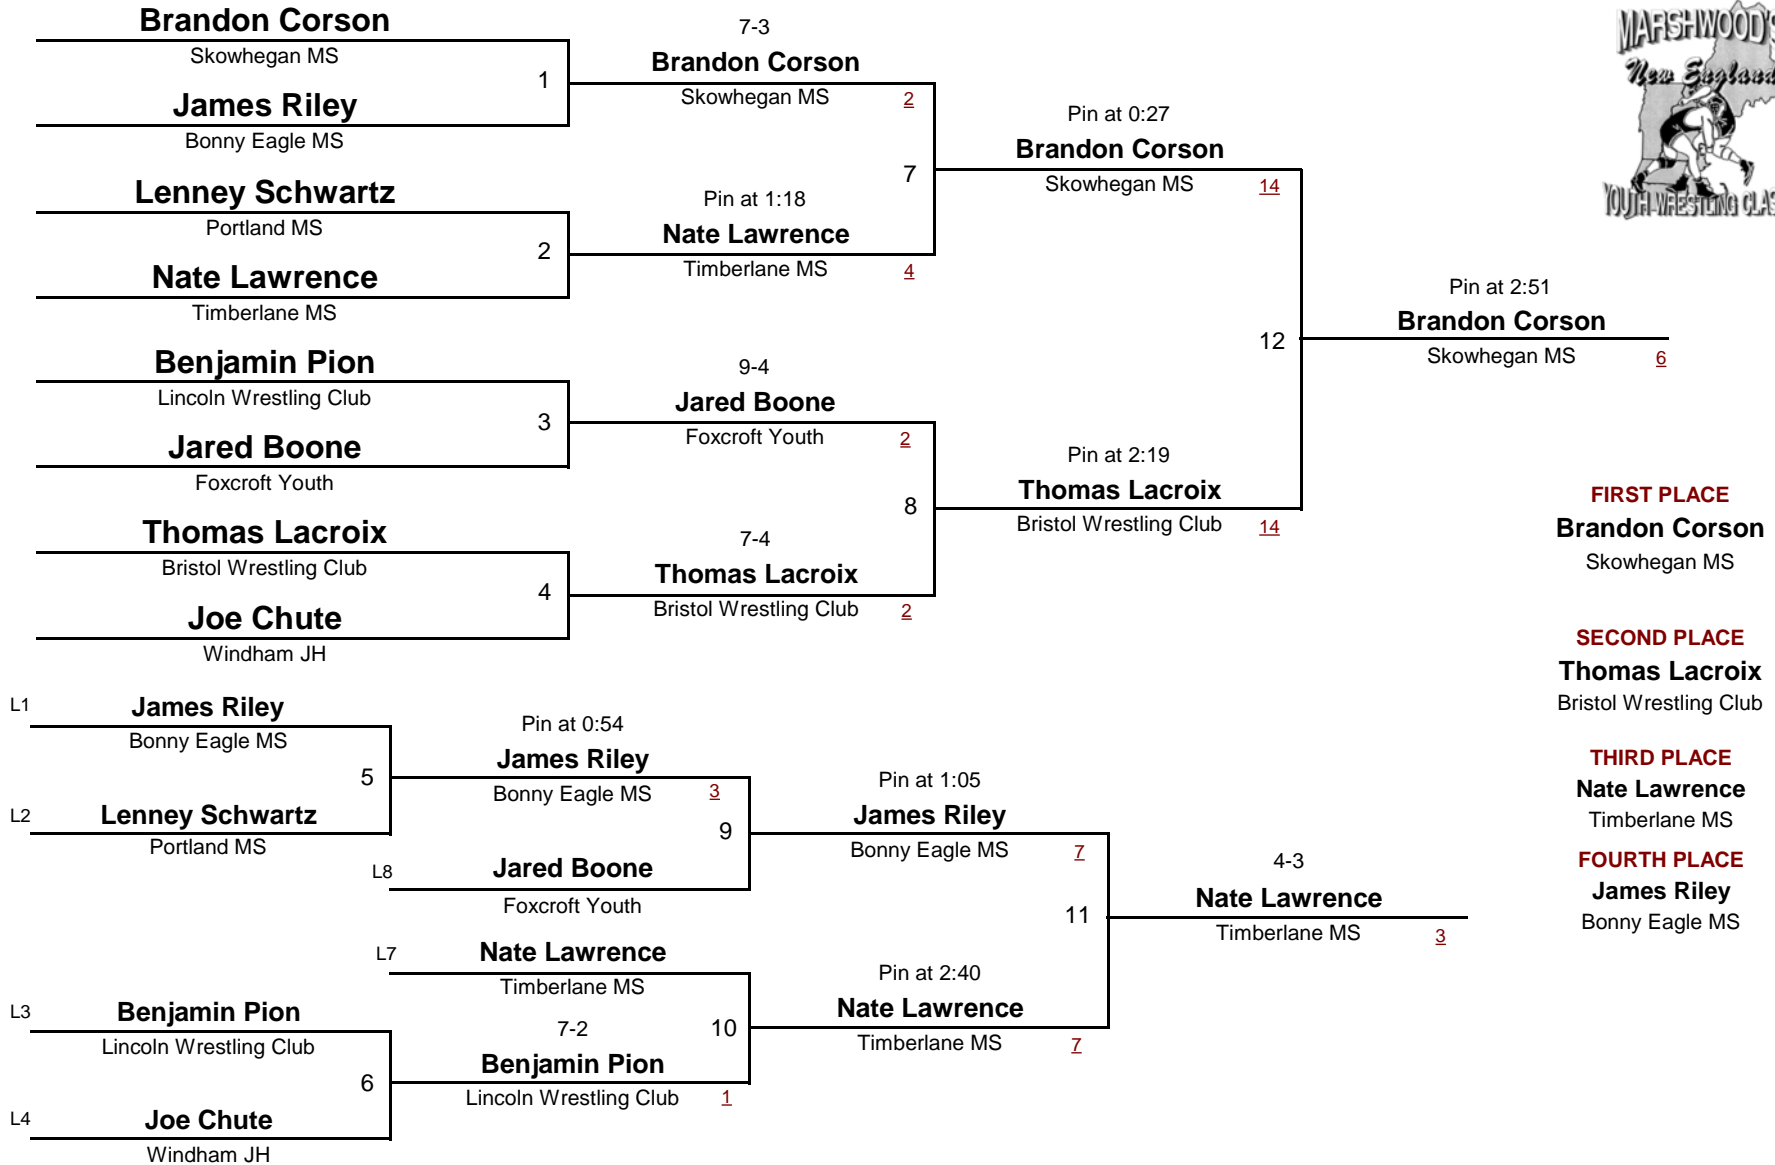 Brandon Corson
Skowhegan MS
1
James Riley
Bonny Eagle MS
Lenney Schwartz
Portland MS
2
Nate Lawrence
Timberlane MS
Benjamin Pion
Lincoln Wrestling Club
3
Jared Boone
Foxcroft Youth
Thomas Lacroix
Bristol Wrestling Club
4
Joe Chute
Windham JH
7-3
Brandon Corson
Skowhegan MS 2
7
Pin at 1:18
Nate Lawrence
Timberlane MS 4
9-4
Jared Boone
Foxcroft Youth 2
8
7-4
Thomas Lacroix
Bristol Wrestling Club 2
Pin at 0:27
Brandon Corson
Skowhegan MS 14
12
Pin at 2:19
Thomas Lacroix
Bristol Wrestling Club 14
Pin at 2:51
Brandon Corson
Skowhegan MS 6
MARSHWOOD'S
New England
YOUTH WRESTLING
FIRST PLACE
Brandon Corson
Skowhegan MS
SECOND PLACE
Thomas Lacroix
Bristol Wrestling Club
THIRD PLACE
Nate Lawrence
Timberlane MS
FOURTH PLACE
James Riley
Bonny Eagle MS
L1 James Riley
Bonny Eagle MS
5
L2 Lenney Schwartz
Portland MS
Pin at 0:54
James Riley
Bonny Eagle MS 3
9
L8 Jared Boone
Foxcroft Youth
L7 Nate Lawrence
Timberlane MS
L3 Benjamin Pion
Lincoln Wrestling Club
6
L4 Joe Chute
Windham JH
7-2
10
Benjamin Pion
Lincoln Wrestling Club 1
Pin at 1:05
James Riley
Bonny Eagle MS 7
11
Pin at 2:40
Nate Lawrence
Timberlane MS 7
4-3
Nate Lawrence
Timberlane MS 3